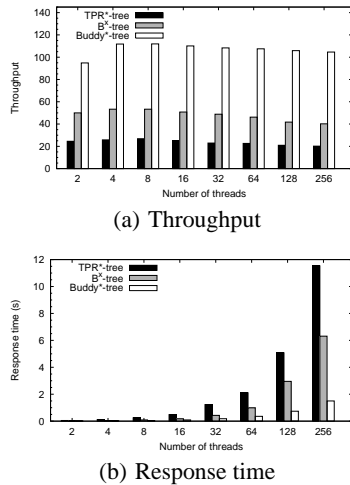 TPR*-tree
Bˣ-tree
Buddy*-tree
Throughput
140
120
100
80
60
40
20
0
2 4 8 16 32 64 128 256
Number of threads
(a) Throughput
TPR*-tree
Bˣ-tree
Buddy*-tree
Response time (s)
12
10
8
6
4
2
0
2 4 8 16 32 64 128 256
Number of threads
(b) Response time